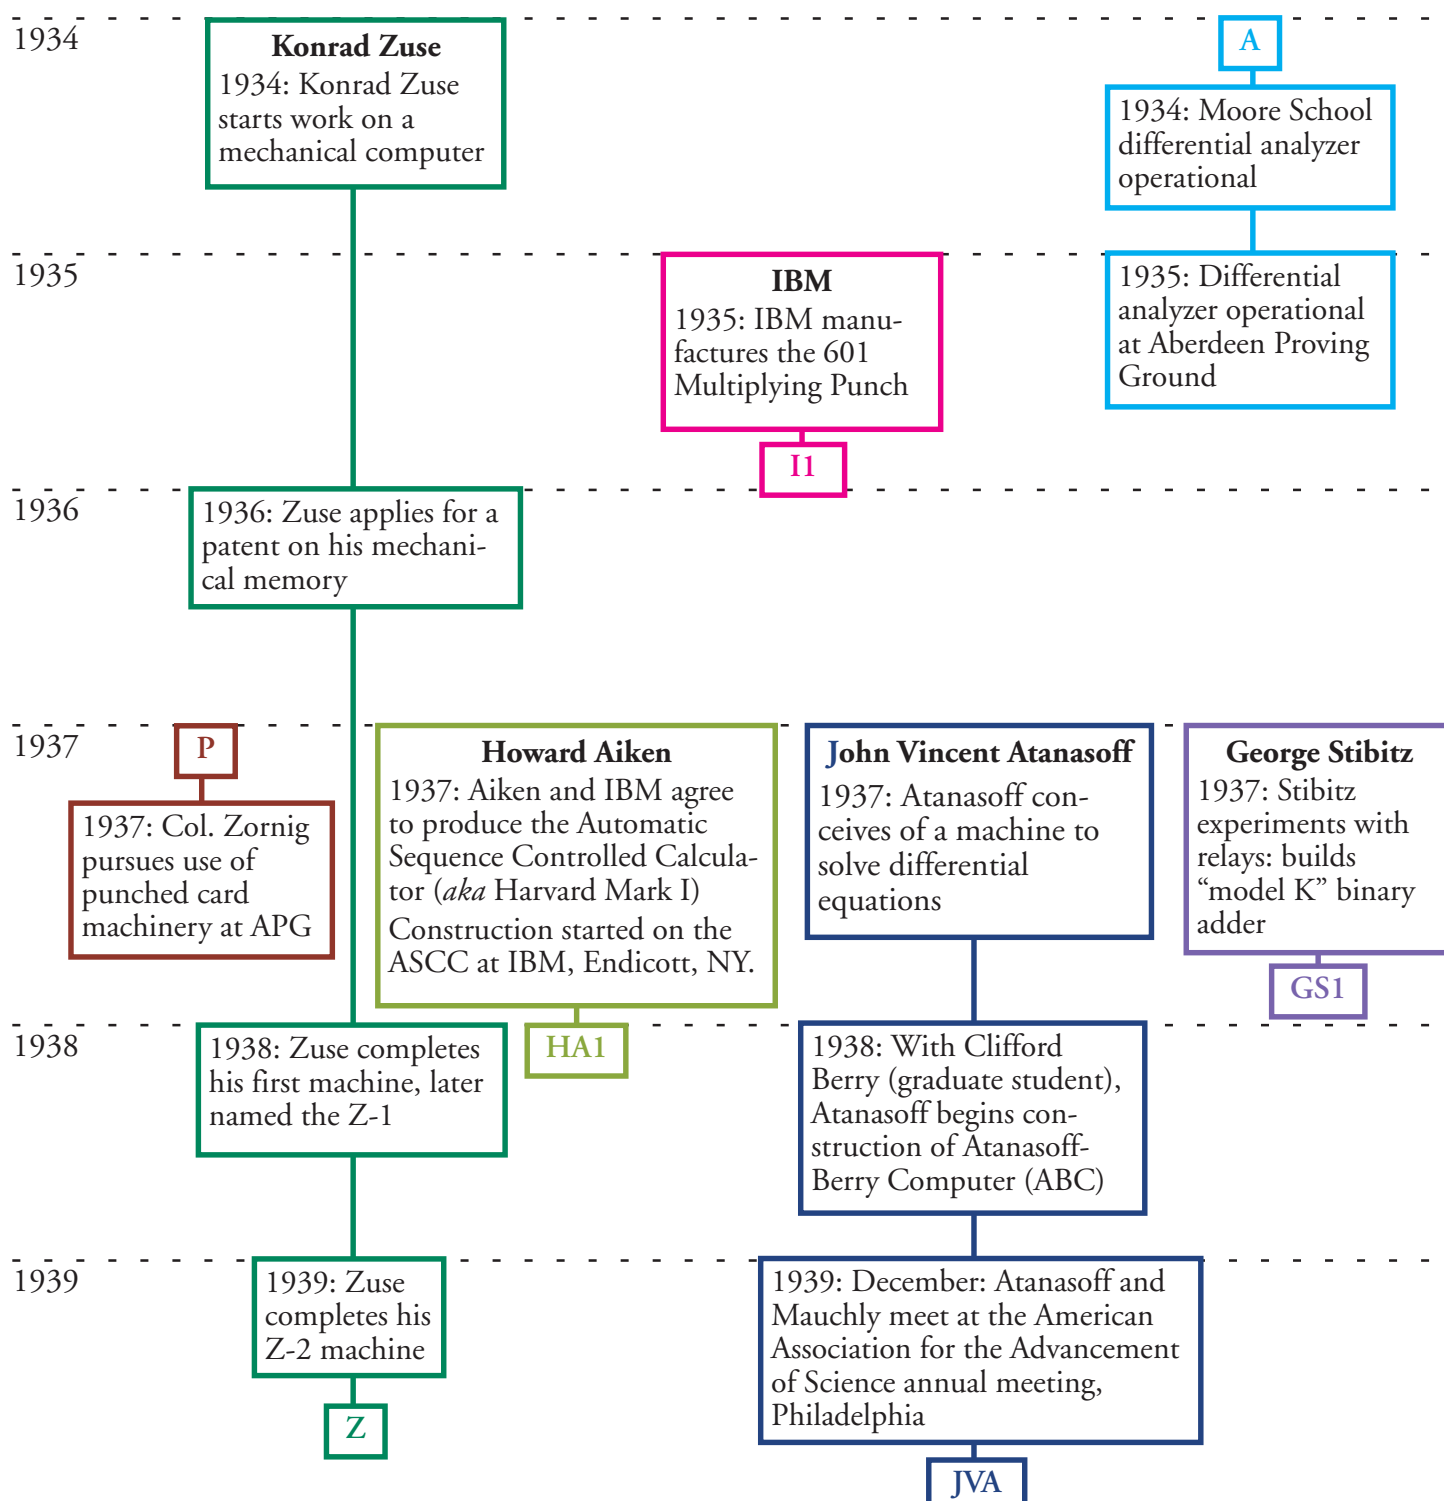 1934
Konrad Zuse
1934: Konrad Zuse
starts work on a
mechanical computer
A
1934: Moore School
differential analyzer
operational
1935
IBM
1935: IBM manu-
factures the 601
Multiplying Punch
I1
1935: Differential
analyzer operational
at Aberdeen Proving
Ground
1936
1936: Zuse applies for a
patent on his mechani-
cal memory
1937
P
1937: Col. Zornig
pursues use of
punched card
machinery at APG
Howard Aiken
1937: Aiken and IBM agree
to produce the Automatic
Sequence Controlled Calcula-
tor (aka Harvard Mark I)
Construction started on the
ASCC at IBM, Endicott, NY.
HA1
John Vincent Atanasoff
1937: Atanasoff con-
ceives of a machine to
solve differential
equations
George Stibitz
1937: Stibitz
experiments with
relays: builds
“model K” binary
adder
GS1
1938
1938: Zuse completes
his first machine, later
named the Z-1
1938: With Clifford
Berry (graduate student),
Atanasoff begins con-
struction of Atanasoff-
Berry Computer (ABC)
1939
1939: Zuse
completes his
Z-2 machine
Z
1939: December: Atanasoff and
Mauchly meet at the American
Association for the Advancement
of Science annual meeting,
Philadelphia
JVA